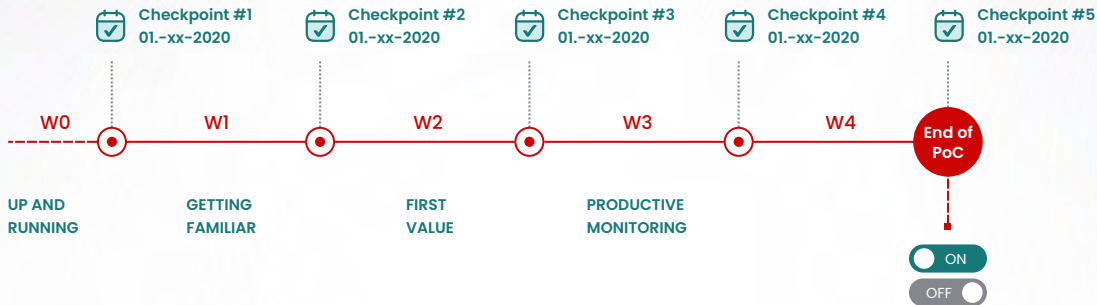 Checkpoint #1
01.-xx-2020
Checkpoint #2
01.-xx-2020
Checkpoint #3
01.-xx-2020
Checkpoint #4
01.-xx-2020
Checkpoint #5
01.-xx-2020
W0
W1
W2
W3
W4
End of
PoC
UP AND
RUNNING
GETTING
FAMILIAR
FIRST
VALUE
PRODUCTIVE
MONITORING
ON
OFF